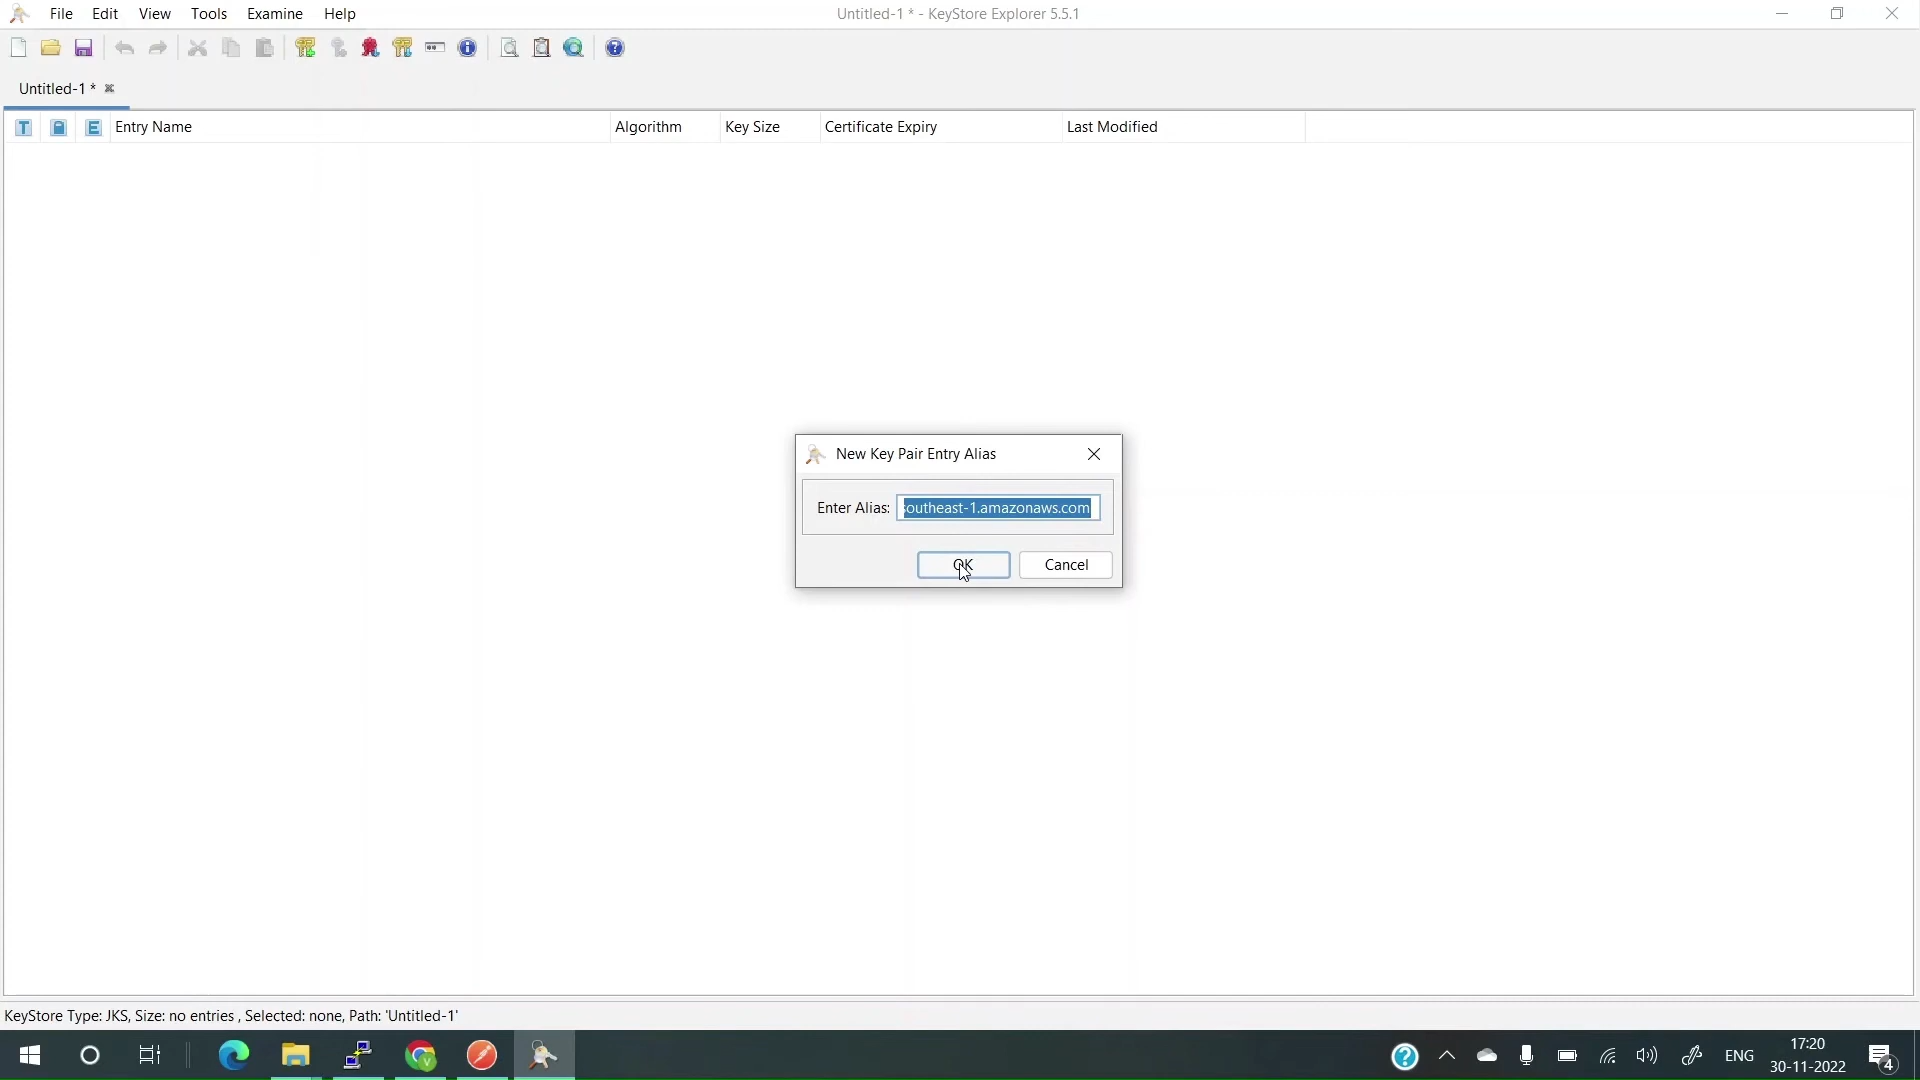 File Edit View Tools Examine Help
Untitled-1 * - KeyStore Explorer 5.5.1
Untitled-1 *
T E Entry Name Algorithm Key Size Certificate Expiry Last Modified
New Key Pair Entry Alias
Enter Alias: southeast-1.amazonaws.com
OK Cancel
KeyStore Type: JKS, Size: no entries , Selected: none, Path: 'Untitled-1'
ENG
17:20
30-11-2022
4